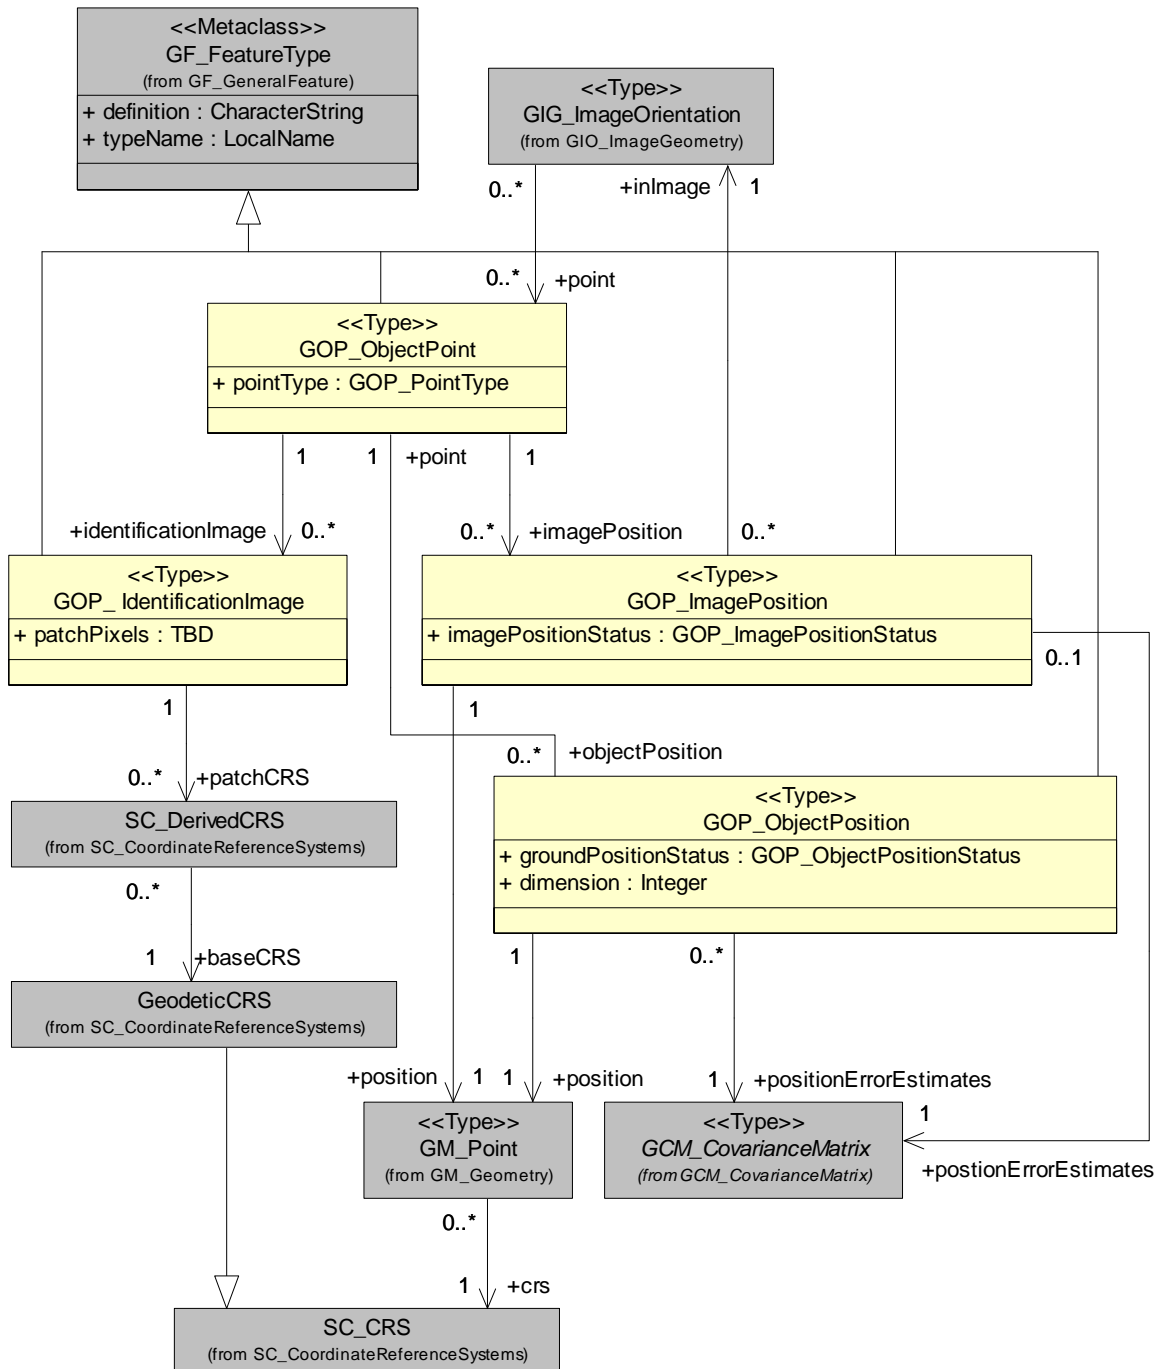 <<Metaclass>>
GF_FeatureType
(from GF_GeneralFeature)
+ definition : CharacterString
+ typeName : LocalName
<<Type>>
GIG_ImageOrientation
(from GIO_ImageGeometry)
0..*
+inImage
1
0..*
+point
<<Type>>
GOP_ObjectPoint
+ pointType : GOP_PointType
1
1
+point
1
+identificationImage
0..*
0..*
+imagePosition
0..*
<<Type>>
GOP_ IdentificationImage
+ patchPixels : TBD
<<Type>>
GOP_ImagePosition
+ imagePositionStatus : GOP_ImagePositionStatus
0..1
1
1
0..*
+objectPosition
0..*
+patchCRS
SC_DerivedCRS
(from SC_CoordinateReferenceSystems)
<<Type>>
GOP_ObjectPosition
+ groundPositionStatus : GOP_ObjectPositionStatus
+ dimension : Integer
0..*
1
+baseCRS
1
0..*
GeodeticCRS
(from SC_CoordinateReferenceSystems)
+position
1
1
+position
1
+positionErrorEstimates
<<Type>>
GM_Point
(from GM_Geometry)
<<Type>>
GCM_CovarianceMatrix
(from GCM_CovarianceMatrix)
1
+postionErrorEstimates
0..*
1
+crs
SC_CRS
(from SC_CoordinateReferenceSystems)